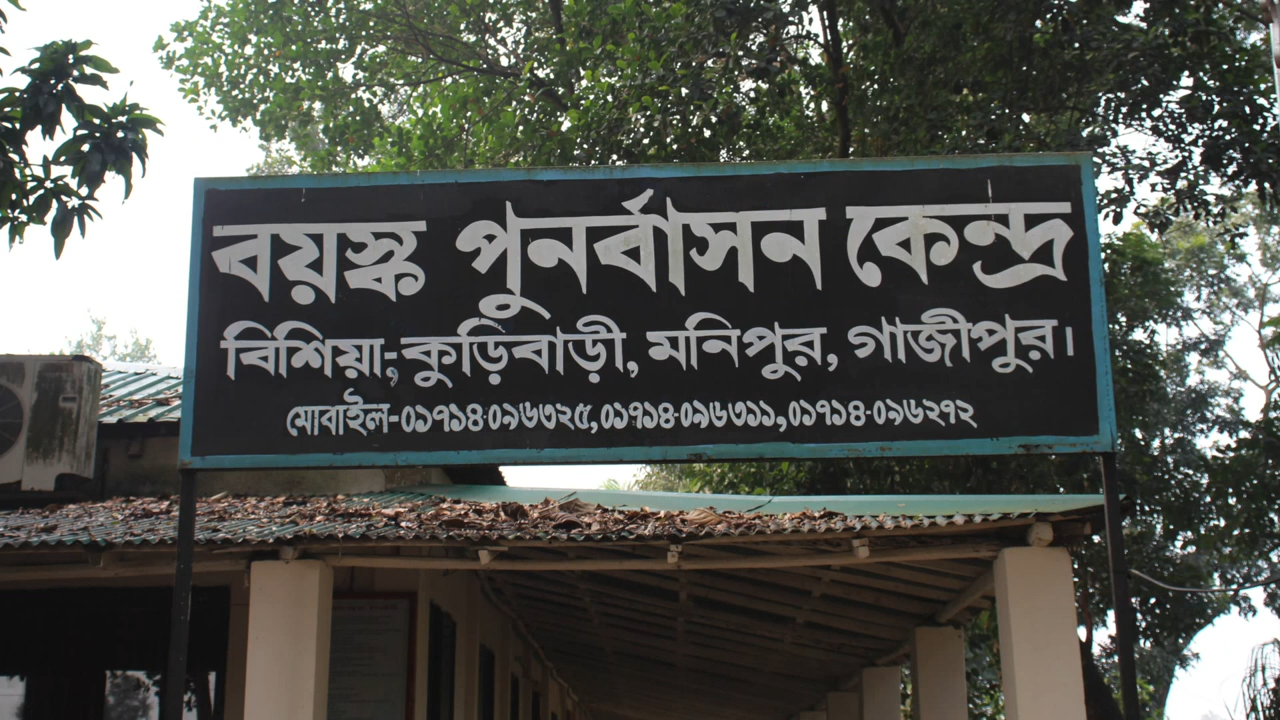 বয়স্ক পুনর্বাসন কেন্দ্র
বিশিয়া, কুড়িবাড়ী, মনিপুর, গাজীপুর।
মোবাইল-০১৭১৪-০৯৬৩২৫,০১৭১৪-০৯৬৩১১,০১৭১৪-০৯৬২৭২